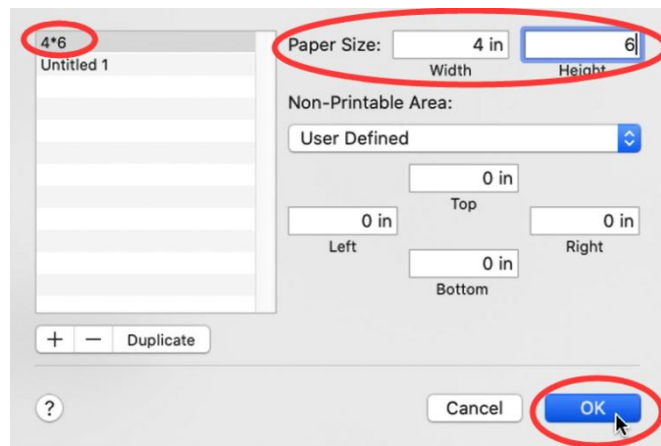 4*6
Untitled 1
Paper Size: 4 in 6
Width Height
Non-Printable Area:
User Defined
0 in
Top
0 in 0 in
Left Right
0 in
Bottom
+ − Duplicate
? Cancel OK